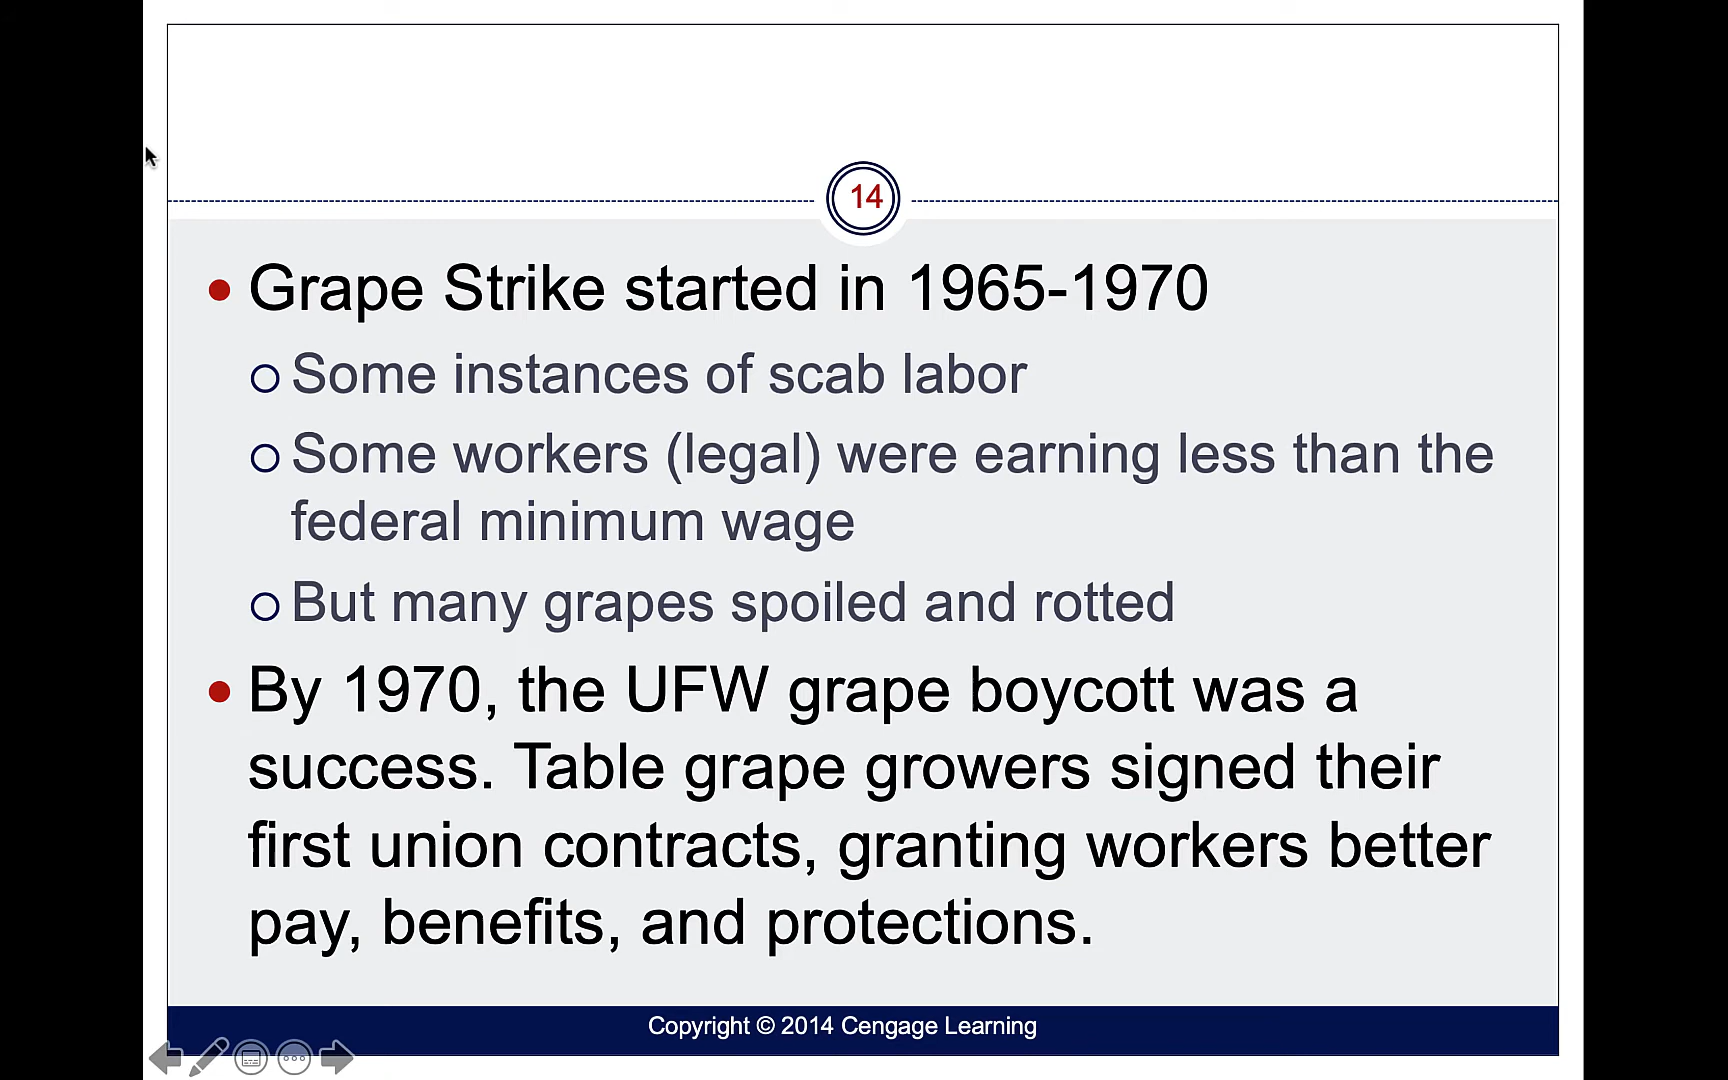 14
Grape Strike started in 1965-1970
Some instances of scab labor
Some workers (legal) were earning less than the
federal minimum wage
But many grapes spoiled and rotted
By 1970, the UFW grape boycott was a
success. Table grape growers signed their
first union contracts, granting workers better
pay, benefits, and protections.
Copyright © 2014 Cengage Learning